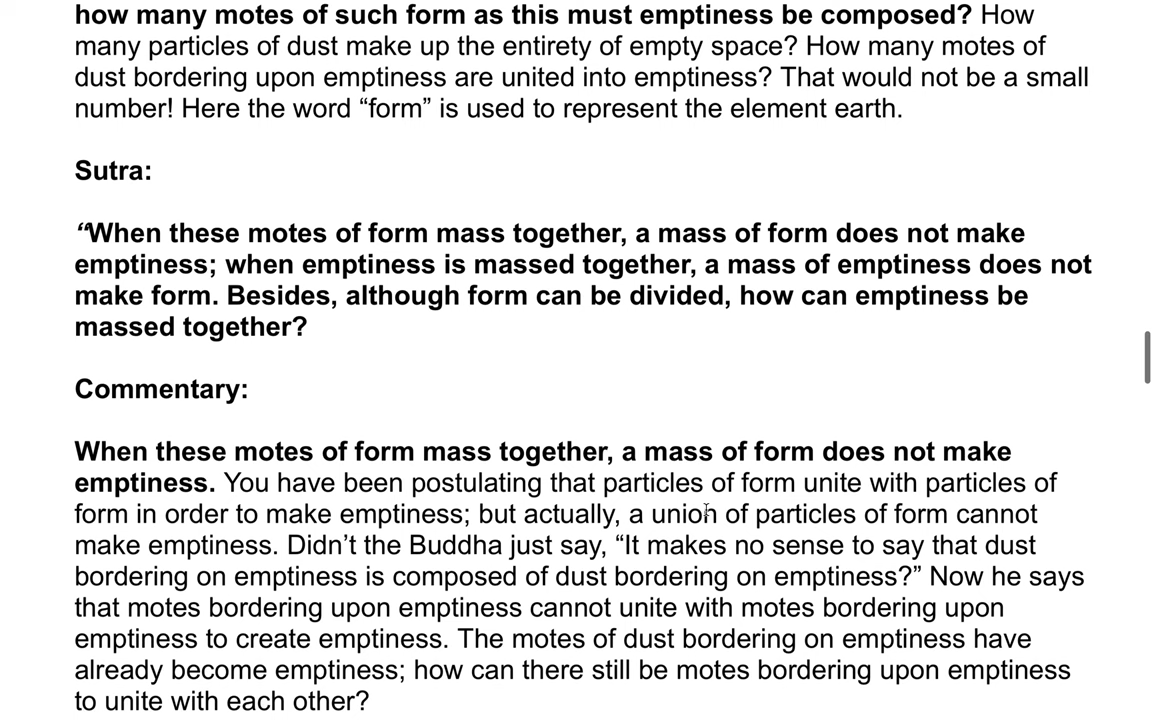 how many motes of such form as this must emptiness be composed? How
many particles of dust make up the entirety of empty space? How many motes of
dust bordering upon emptiness are united into emptiness? That would not be a small
number! Here the word “form” is used to represent the element earth.
Sutra:
“When these motes of form mass together, a mass of form does not make
emptiness; when emptiness is massed together, a mass of emptiness does not
make form. Besides, although form can be divided, how can emptiness be
massed together?
Commentary:
When these motes of form mass together, a mass of form does not make
emptiness. You have been postulating that particles of form unite with particles of
form in order to make emptiness; but actually, a union of particles of form cannot
make emptiness. Didn’t the Buddha just say, “It makes no sense to say that dust
bordering on emptiness is composed of dust bordering on emptiness?” Now he says
that motes bordering upon emptiness cannot unite with motes bordering upon
emptiness to create emptiness. The motes of dust bordering on emptiness have
already become emptiness; how can there still be motes bordering upon emptiness
to unite with each other?